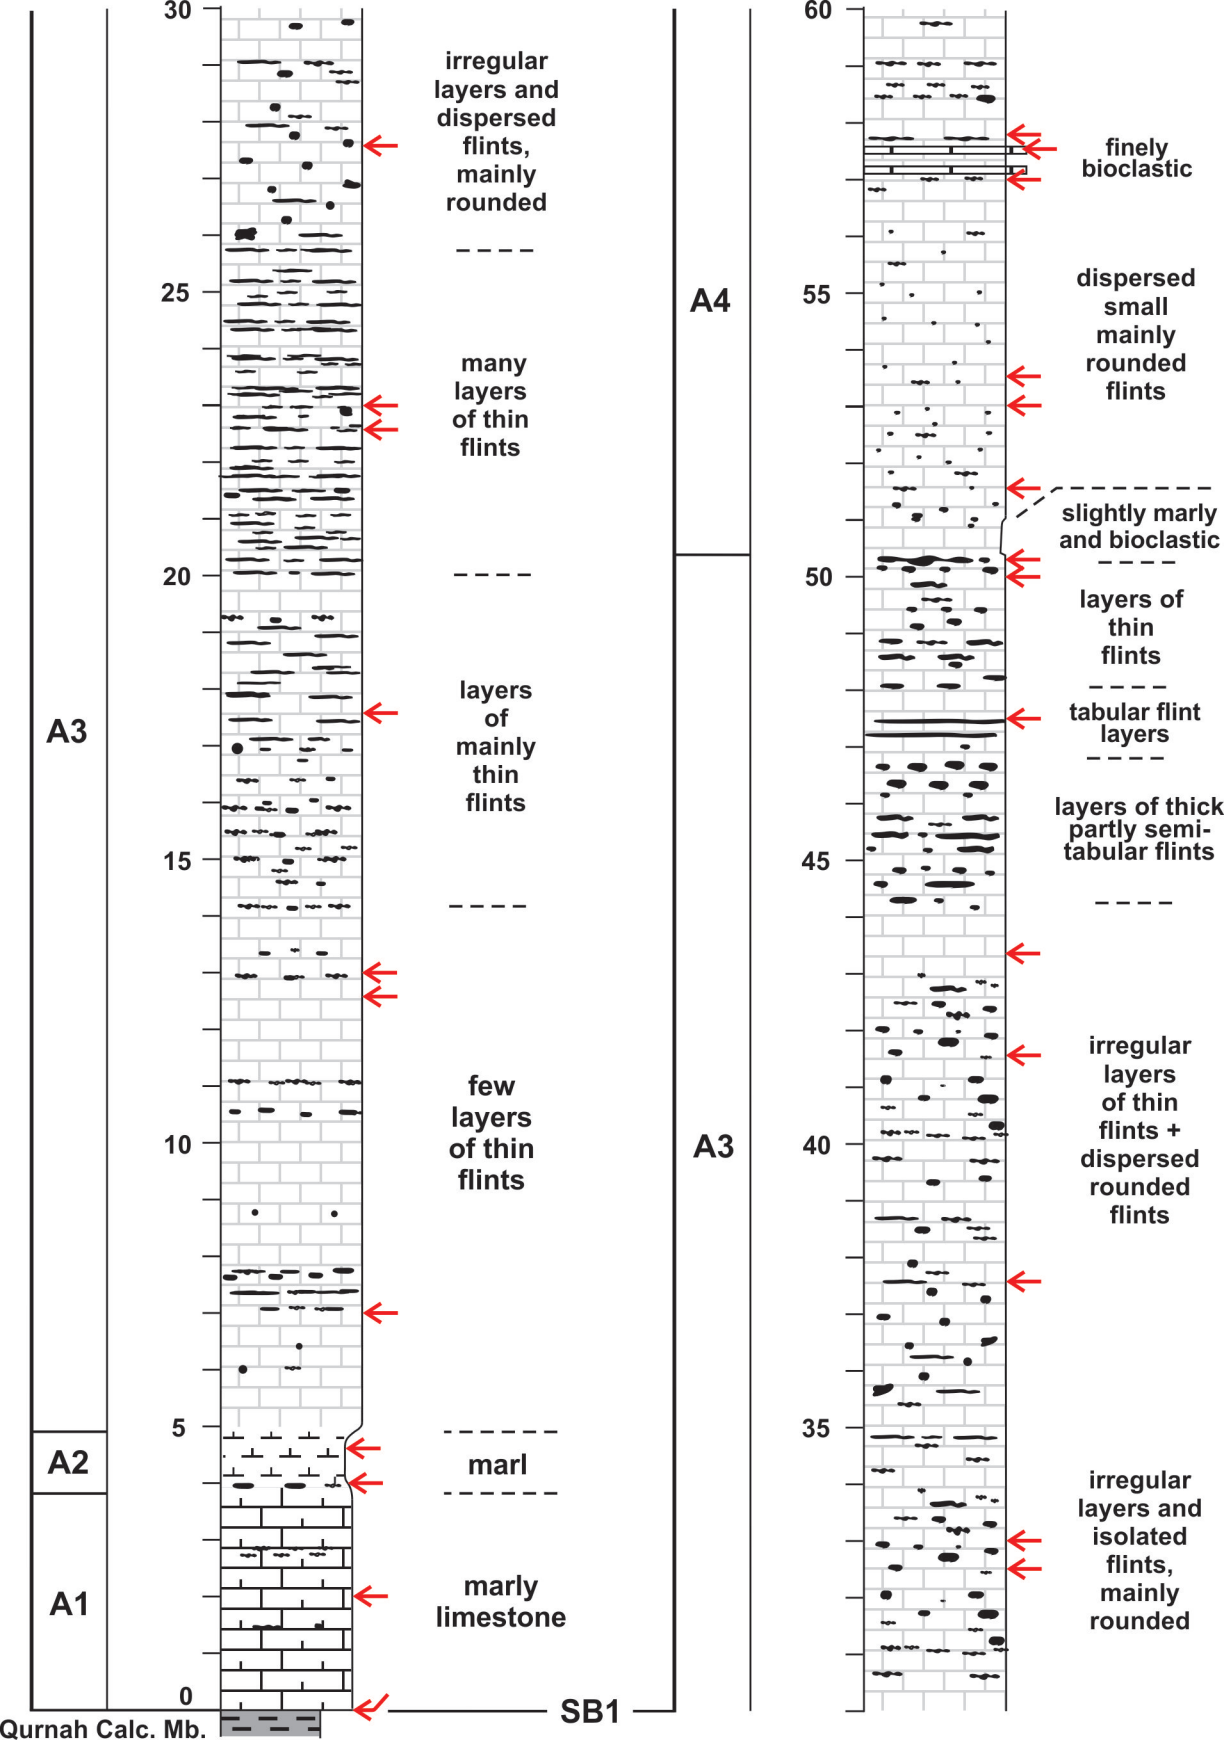 30
irregular
layers and
dispersed
flints,
mainly
rounded
25
many
layers
of thin
flints
20
layers
of
mainly
thin
flints
A3
15
few
layers
of thin
flints
10
5
A2
marl
A1
marly
limestone
0
Qurnah Calc. Mb.
SB1
60
finely
bioclastic
A4
55
dispersed
small
mainly
rounded
flints
slightly marly
and bioclastic
50
layers of
thin
flints
tabular flint
layers
layers of thick
partly semi-
tabular flints
45
A3
40
irregular
layers
of thin
flints +
dispersed
rounded
flints
35
irregular
layers and
isolated
flints,
mainly
rounded